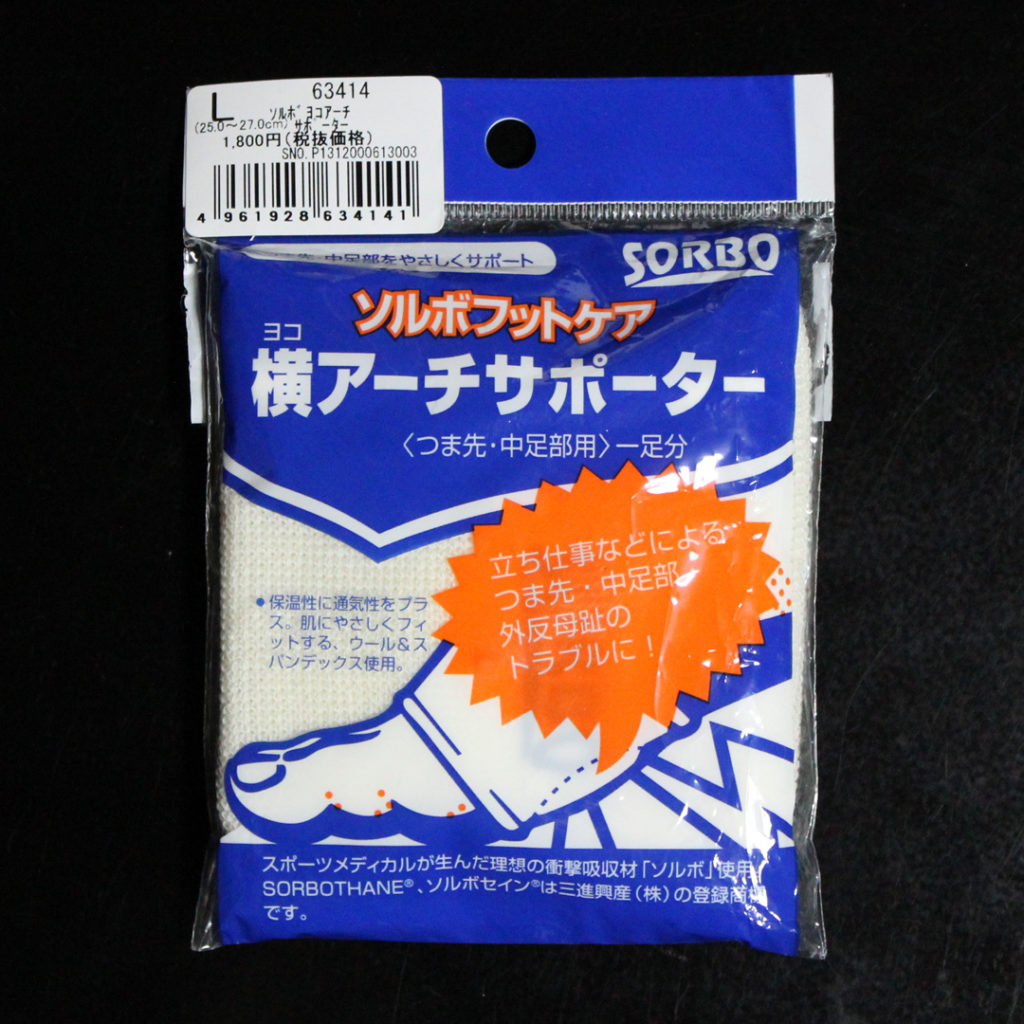 63414
L
ソルボヨコアーチ
(25.0～27.0cm) サポーター
1,800円(税抜価格)
SNO. P1312000613003
4 961928 634141
先・中足部をやさしくサポート
SORBO
ソルボフットケア
ヨコ
横アーチサポーター
〈つま先・中足部用〉一足分
立ち仕事などによる
つま先・中足部
外反母趾の
トラブルに！
●保温性に通気性をプラ
ス。肌にやさしくフィ
ットする、ウール&ス
パンデックス使用。
スポーツメディカルが生んだ理想の衝撃吸収材「ソルボ」使用
SORBOTHANE®、ソルボセイン®は三進興産(株)の登録商標
です。